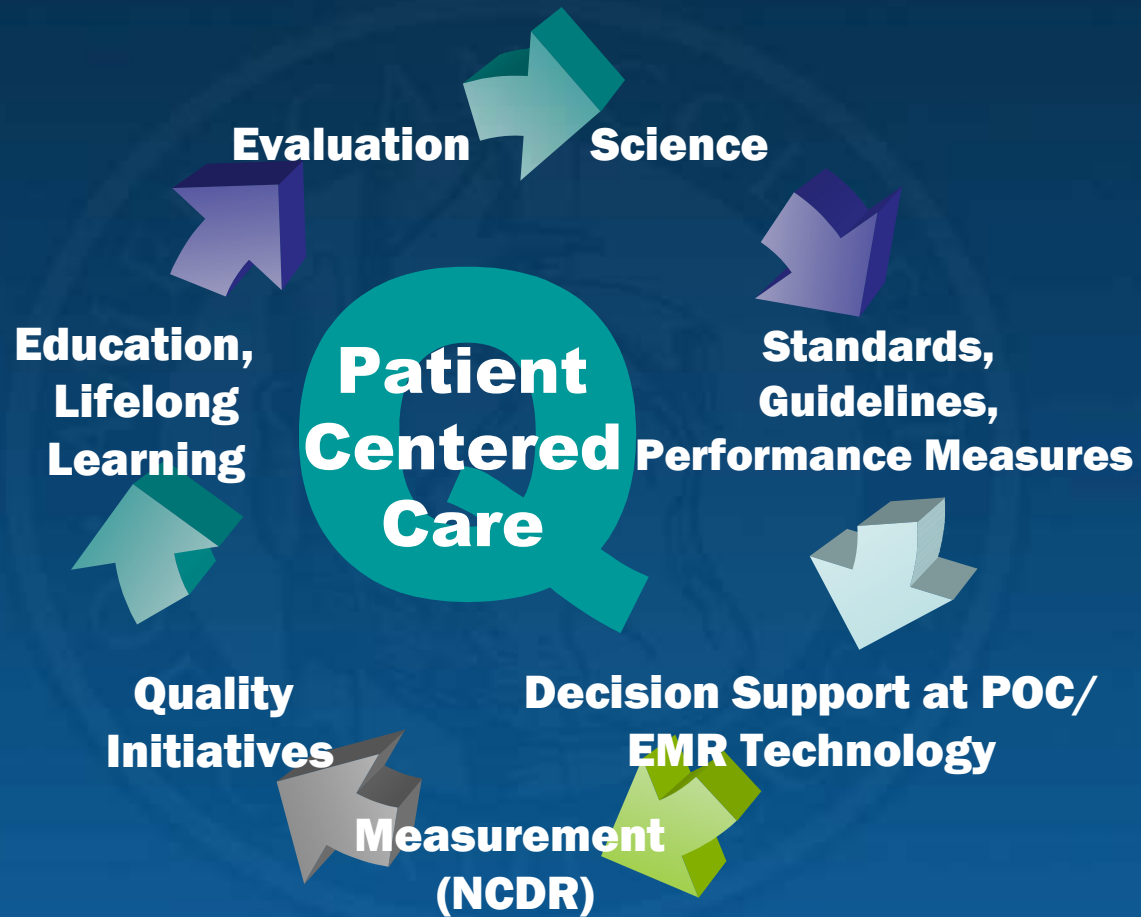 Evaluation
Science
Standards,
Guidelines,
Performance Measures
Decision Support at POC/
EMR Technology
Measurement
(NCDR)
Quality
Initiatives
Education,
Lifelong
Learning
Q
Patient
Centered
Care